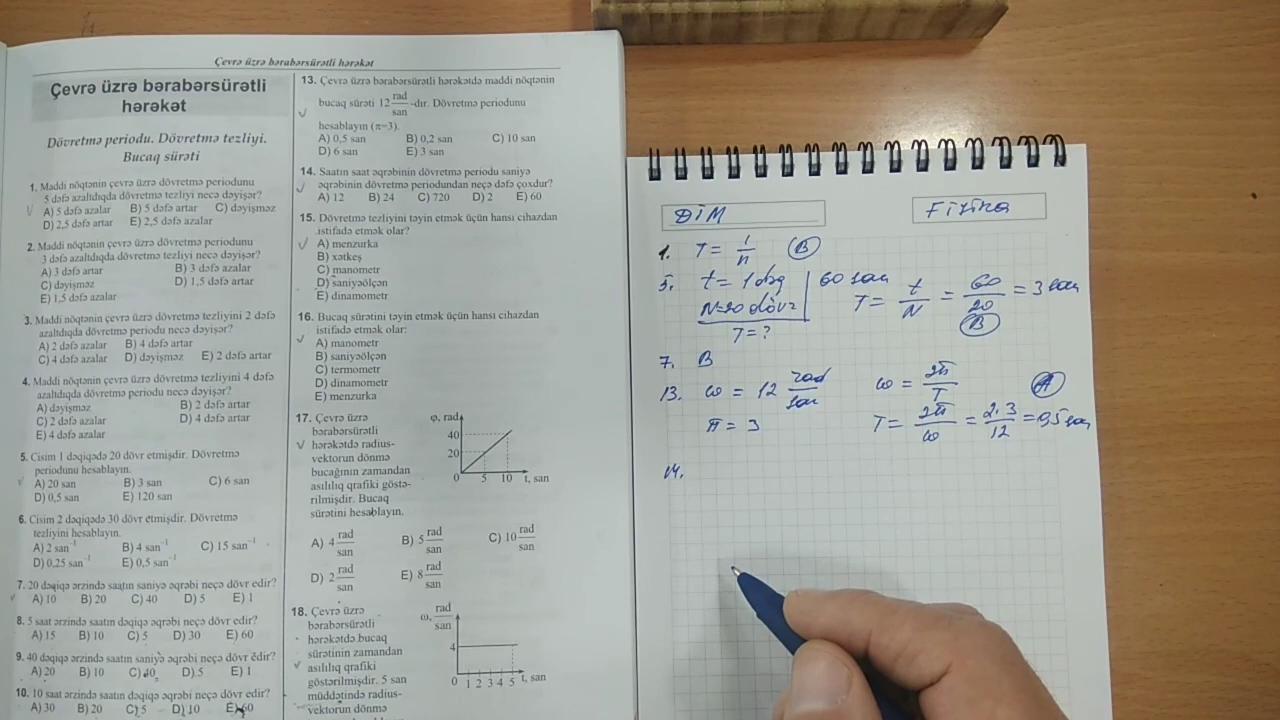 Çevrə üzrə bərabərsürətli hərəkət
Çevrə üzrə bərabərsürətli
hərəkət
Dövretmə periodu. Dövretmə tezliyi.
Bucaq sürəti
1. Maddi nöqtənin çevrə üzrə dövretmə periodunu
5 dəfə azaltdıqda dövretmə tezliyi necə dəyişər?
A) 5 dəfə azalar B) 5 dəfə artar C) dəyişməz
D) 2,5 dəfə artar E) 2,5 dəfə azalar
2. Maddi nöqtənin çevrə üzrə dövretmə periodunu
3 dəfə azaltdıqda dövretmə tezliyi necə dəyişər?
A) 3 dəfə artar B) 3 dəfə azalar
C) dəyişməz D) 1,5 dəfə artar
E) 1,5 dəfə azalar
3. Maddi nöqtənin çevrə üzrə dövretmə tezliyini 2 dəfə
azaltdıqda dövretmə periodu necə dəyişər?
A) 2 dəfə azalar B) 4 dəfə artar
C) 4 dəfə azalar D) dəyişməz E) 2 dəfə artar
4. Maddi nöqtənin çevrə üzrə dövretmə tezliyini 4 dəfə
azaltdıqda dövretmə periodu necə dəyişər?
A) dəyişməz B) 2 dəfə artar
C) 2 dəfə azalar D) 4 dəfə artar
E) 4 dəfə azalar
5. Cisim 1 dəqiqədə 20 dövr etmişdir. Dövretmə
periodunu hesablayın.
A) 20 san B) 3 san C) 6 san
D) 0,5 san E) 120 san
6. Cisim 2 dəqiqədə 30 dövr etmişdir. Dövretmə
tezliyini hesablayın.
A) 2 san⁻¹ B) 4 san⁻¹ C) 15 san⁻¹
D) 0,25 san⁻¹ E) 0,5 san⁻¹
7. 20 dəqiqə ərzində saatın saniyə əqrəbi neçə dövr edir?
A) 10 B) 20 C) 40 D) 5 E) 1
8. 5 saat ərzində saatın dəqiqə əqrəbi neçə dövr edir?
A) 15 B) 10 C) 5 D) 30 E) 60
9. 40 dəqiqə ərzində saatın saniyə əqrəbi neçə dövr edir?
A) 20 B) 10 C) 40 D) 5 E) 1
10. 10 saat ərzində saatın dəqiqə əqrəbi neçə dövr edir?
A) 30 B) 20 C) 5 D) 10 E) 60
13. Çevrə üzrə bərabərsürətli hərəkətdə maddi nöqtənin
bucaq sürəti 12 rad/san -dır. Dövretmə periodunu
hesablayın (π=3).
A) 0,5 san B) 0,2 san C) 10 san
D) 6 san E) 3 san
14. Saatın saat əqrəbinin dövretmə periodu saniyə
əqrəbinin dövretmə periodundan neçə dəfə çoxdur?
A) 12 B) 24 C) 720 D) 2 E) 60
15. Dövretmə tezliyini təyin etmək üçün hansı cihazdan
istifadə etmək olar?
A) menzurka
B) xətkeş
C) manometr
D) saniyəölçən
E) dinamometr
16. Bucaq sürətini təyin etmək üçün hansı cihazdan
istifadə etmək olar:
A) manometr
B) saniyəölçən
C) termometr
D) dinamometr
E) menzurka
17. Çevrə üzrə
bərabərsürətli
hərəkətdə radius-
vektorun dönmə
bucağının zamandan
asılılıq qrafiki göstə-
rilmişdir. Bucaq
sürətini hesablayın.
φ, rad
40
20
0 5 10 t, san
A) 4 rad/san B) 5 rad/san C) 10 rad/san
D) 2 rad/san E) 8 rad/san
18. Çevrə üzrə
bərabərsürətli
hərəkətdə bucaq
sürətinin zamandan
asılılıq qrafiki
göstərilmişdir. 5 san
müddətində radius-
vektorun dönmə
ω, rad/san
4
0 1 2 3 4 5 t, san
DİM Fizika
1. T = 1/n B
5. t = 1 dəq 60 san
N=20 dövr T = t/N = 60/20 = 3 san
T = ? B
7. B
13. ω = 12 rad/san ω = 2π/T A
π = 3 T = 2π/ω = 2·3/12 = 0,5 san
14.